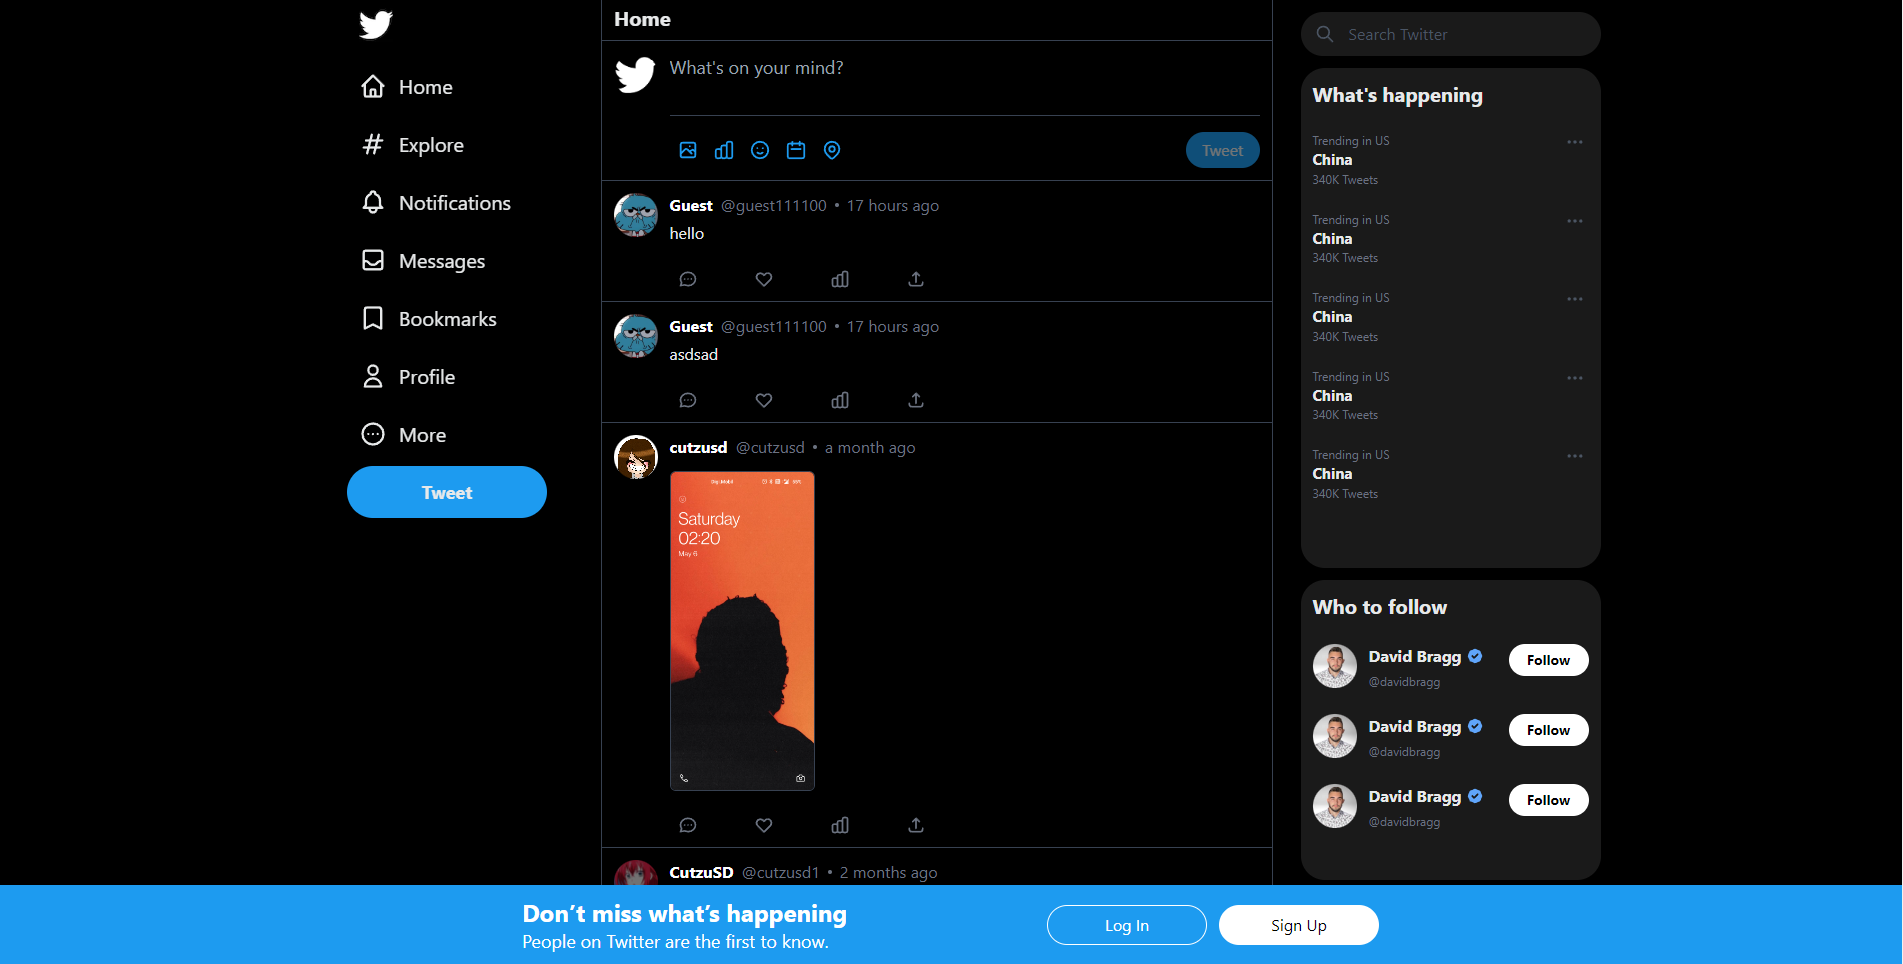 Home
Explore
Notifications
Messages
Bookmarks
Profile
More
Tweet
Home
What's on your mind?
Tweet
Guest @guest111100 • 17 hours ago
hello
Guest @guest111100 • 17 hours ago
asdsad
cutzusd @cutzusd • a month ago
Digi.Mobil 55%
Saturday
02:20
May 6
CutzuSD @cutzusd1 • 2 months ago
Search Twitter
What's happening
Trending in US
China
340K Tweets
Trending in US
China
340K Tweets
Trending in US
China
340K Tweets
Trending in US
China
340K Tweets
Trending in US
China
340K Tweets
Who to follow
David Bragg
@davidbragg
Follow
David Bragg
@davidbragg
Follow
David Bragg
@davidbragg
Follow
Don’t miss what’s happening
People on Twitter are the first to know.
Log In
Sign Up